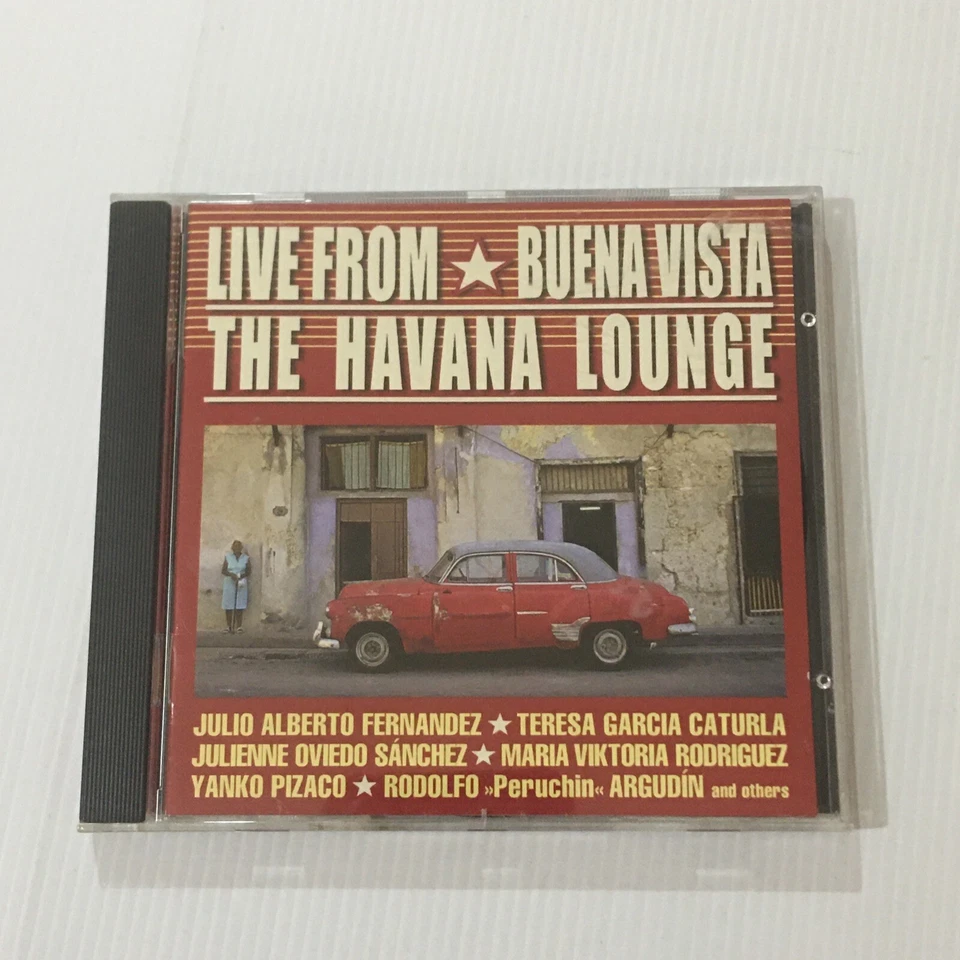 LIVE FROM ★ BUENA VISTA
THE HAVANA LOUNGE
JULIO ALBERTO FERNANDEZ ★ TERESA GARCIA CATURLA
JULIENNE OVIEDO SÁNCHEZ ★ MARIA VIKTORIA RODRIGUEZ
YANKO PIZACO ★ RODOLFO »Peruchin« ARGUDÍN and others